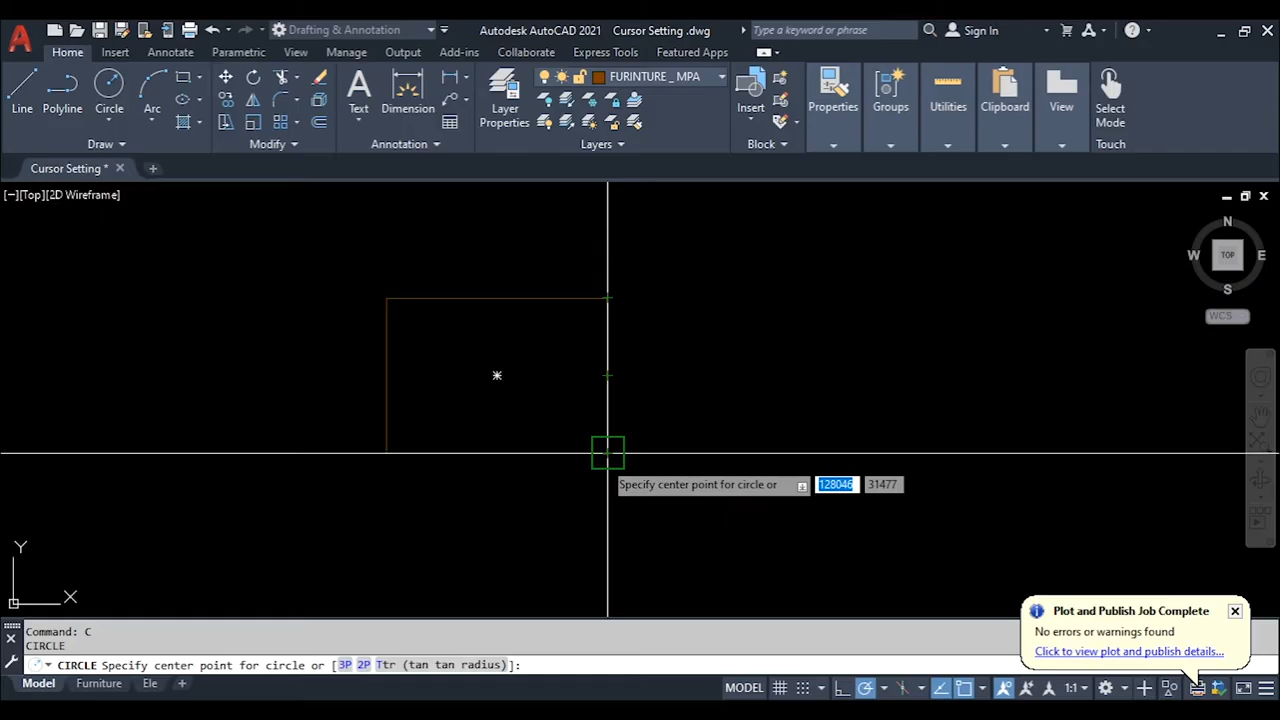 Drafting & Annotation
Autodesk AutoCAD 2021
Cursor Setting .dwg
Type a keyword or phrase
Sign In
Home
Insert
Annotate
Parametric
View
Manage
Output
Add-ins
Collaborate
Express Tools
Featured Apps
FURINTURE _ MPA
Line
Polyline
Circle
Arc
Text
Dimension
Layer
Properties
Insert
Properties
Groups
Utilities
Clipboard
View
Select
Mode
Draw
Modify
Annotation
Layers
Block
Touch
Cursor Setting *
[−][Top][2D Wireframe]
N
W
TOP
E
S
WCS
Specify center point for circle or
128046
31477
Y
X
Plot and Publish Job Complete
No errors or warnings found
Click to view plot and publish details...
Command: C
CIRCLE
CIRCLE Specify center point for circle or [3P 2P Ttr (tan tan radius)]:
Model
Furniture
Ele
MODEL
1:1